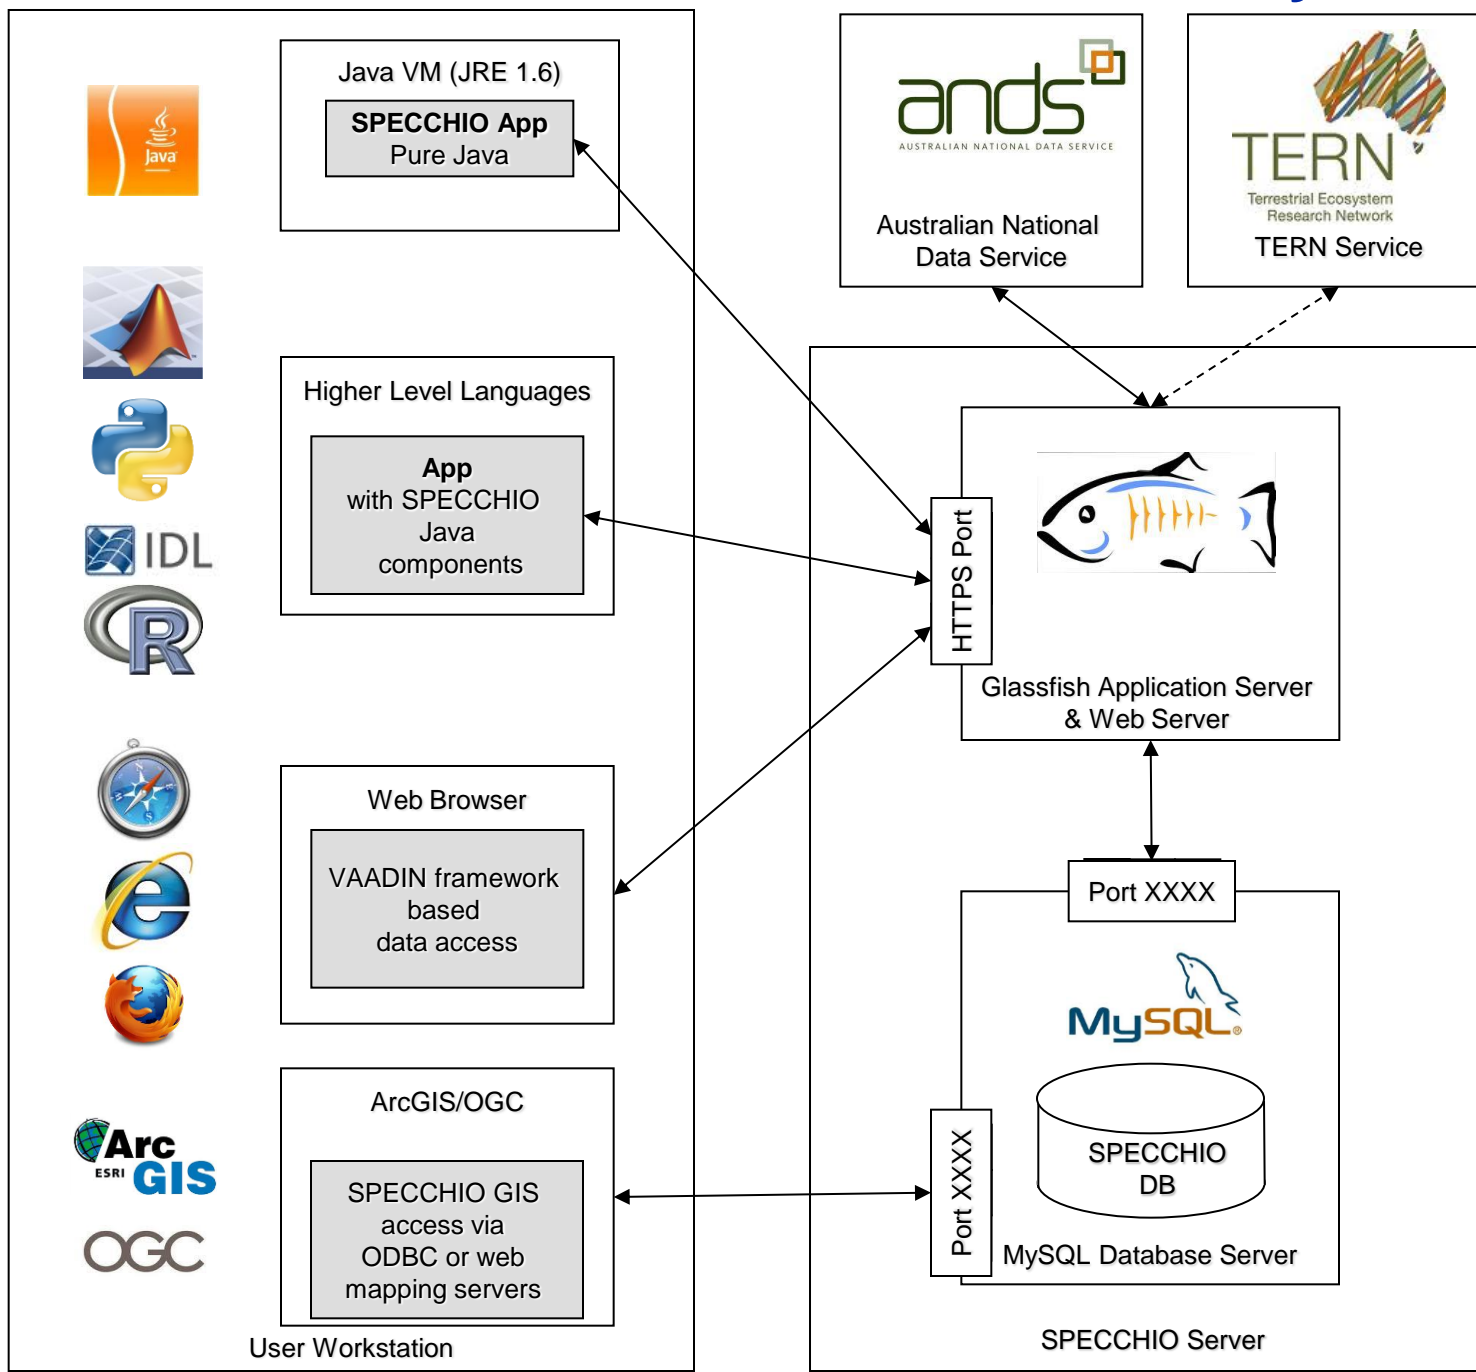 Java VM (JRE 1.6)
SPECCHIO App
Pure Java
Java
Higher Level Languages
App
with SPECCHIO
Java
components
IDL
R
Web Browser
VAADIN framework
based
data access
ArcGIS/OGC
SPECCHIO GIS
access via
ODBC or web
mapping servers
Arc
ESRI GIS
OGC
User Workstation
ands
AUSTRALIAN NATIONAL DATA SERVICE
Australian National
Data Service
TERN
Terrestrial Ecosystem
Research Network
TERN Service
HTTPS Port
Glassfish Application Server
& Web Server
Port XXXX
MySQL®
SPECCHIO
DB
Port XXXX
MySQL Database Server
SPECCHIO Server